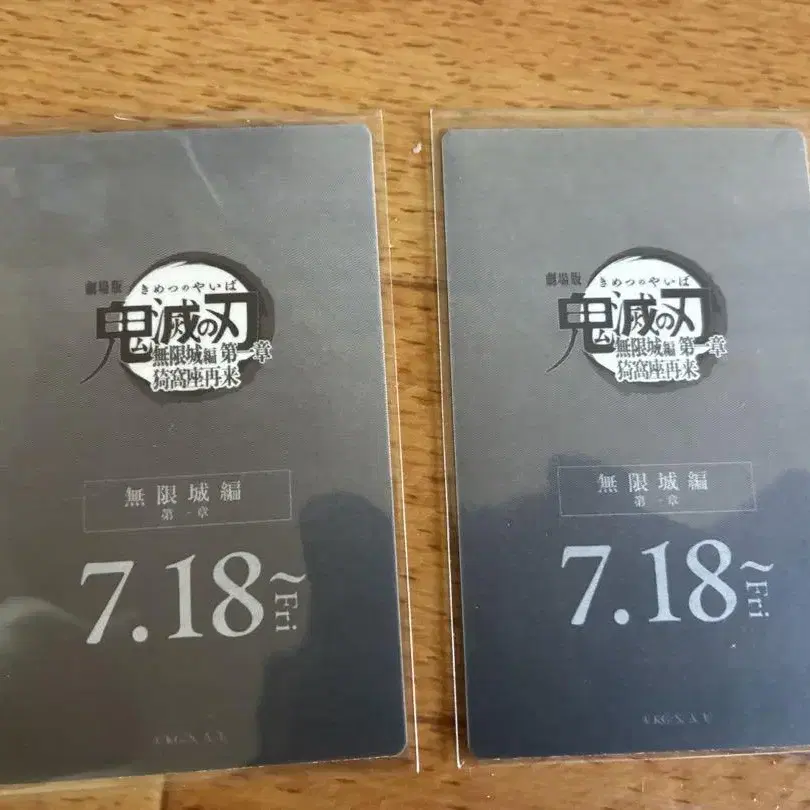 劇場版 きめつのやいば
鬼滅の刃
無限城編 第一章
猗窩座再来
無限城編
第一章
7.18~
Fri
劇場版 きめつのやいば
鬼滅の刃
無限城編 第一章
猗窩座再来
無限城編
第一章
7.18~
Fri